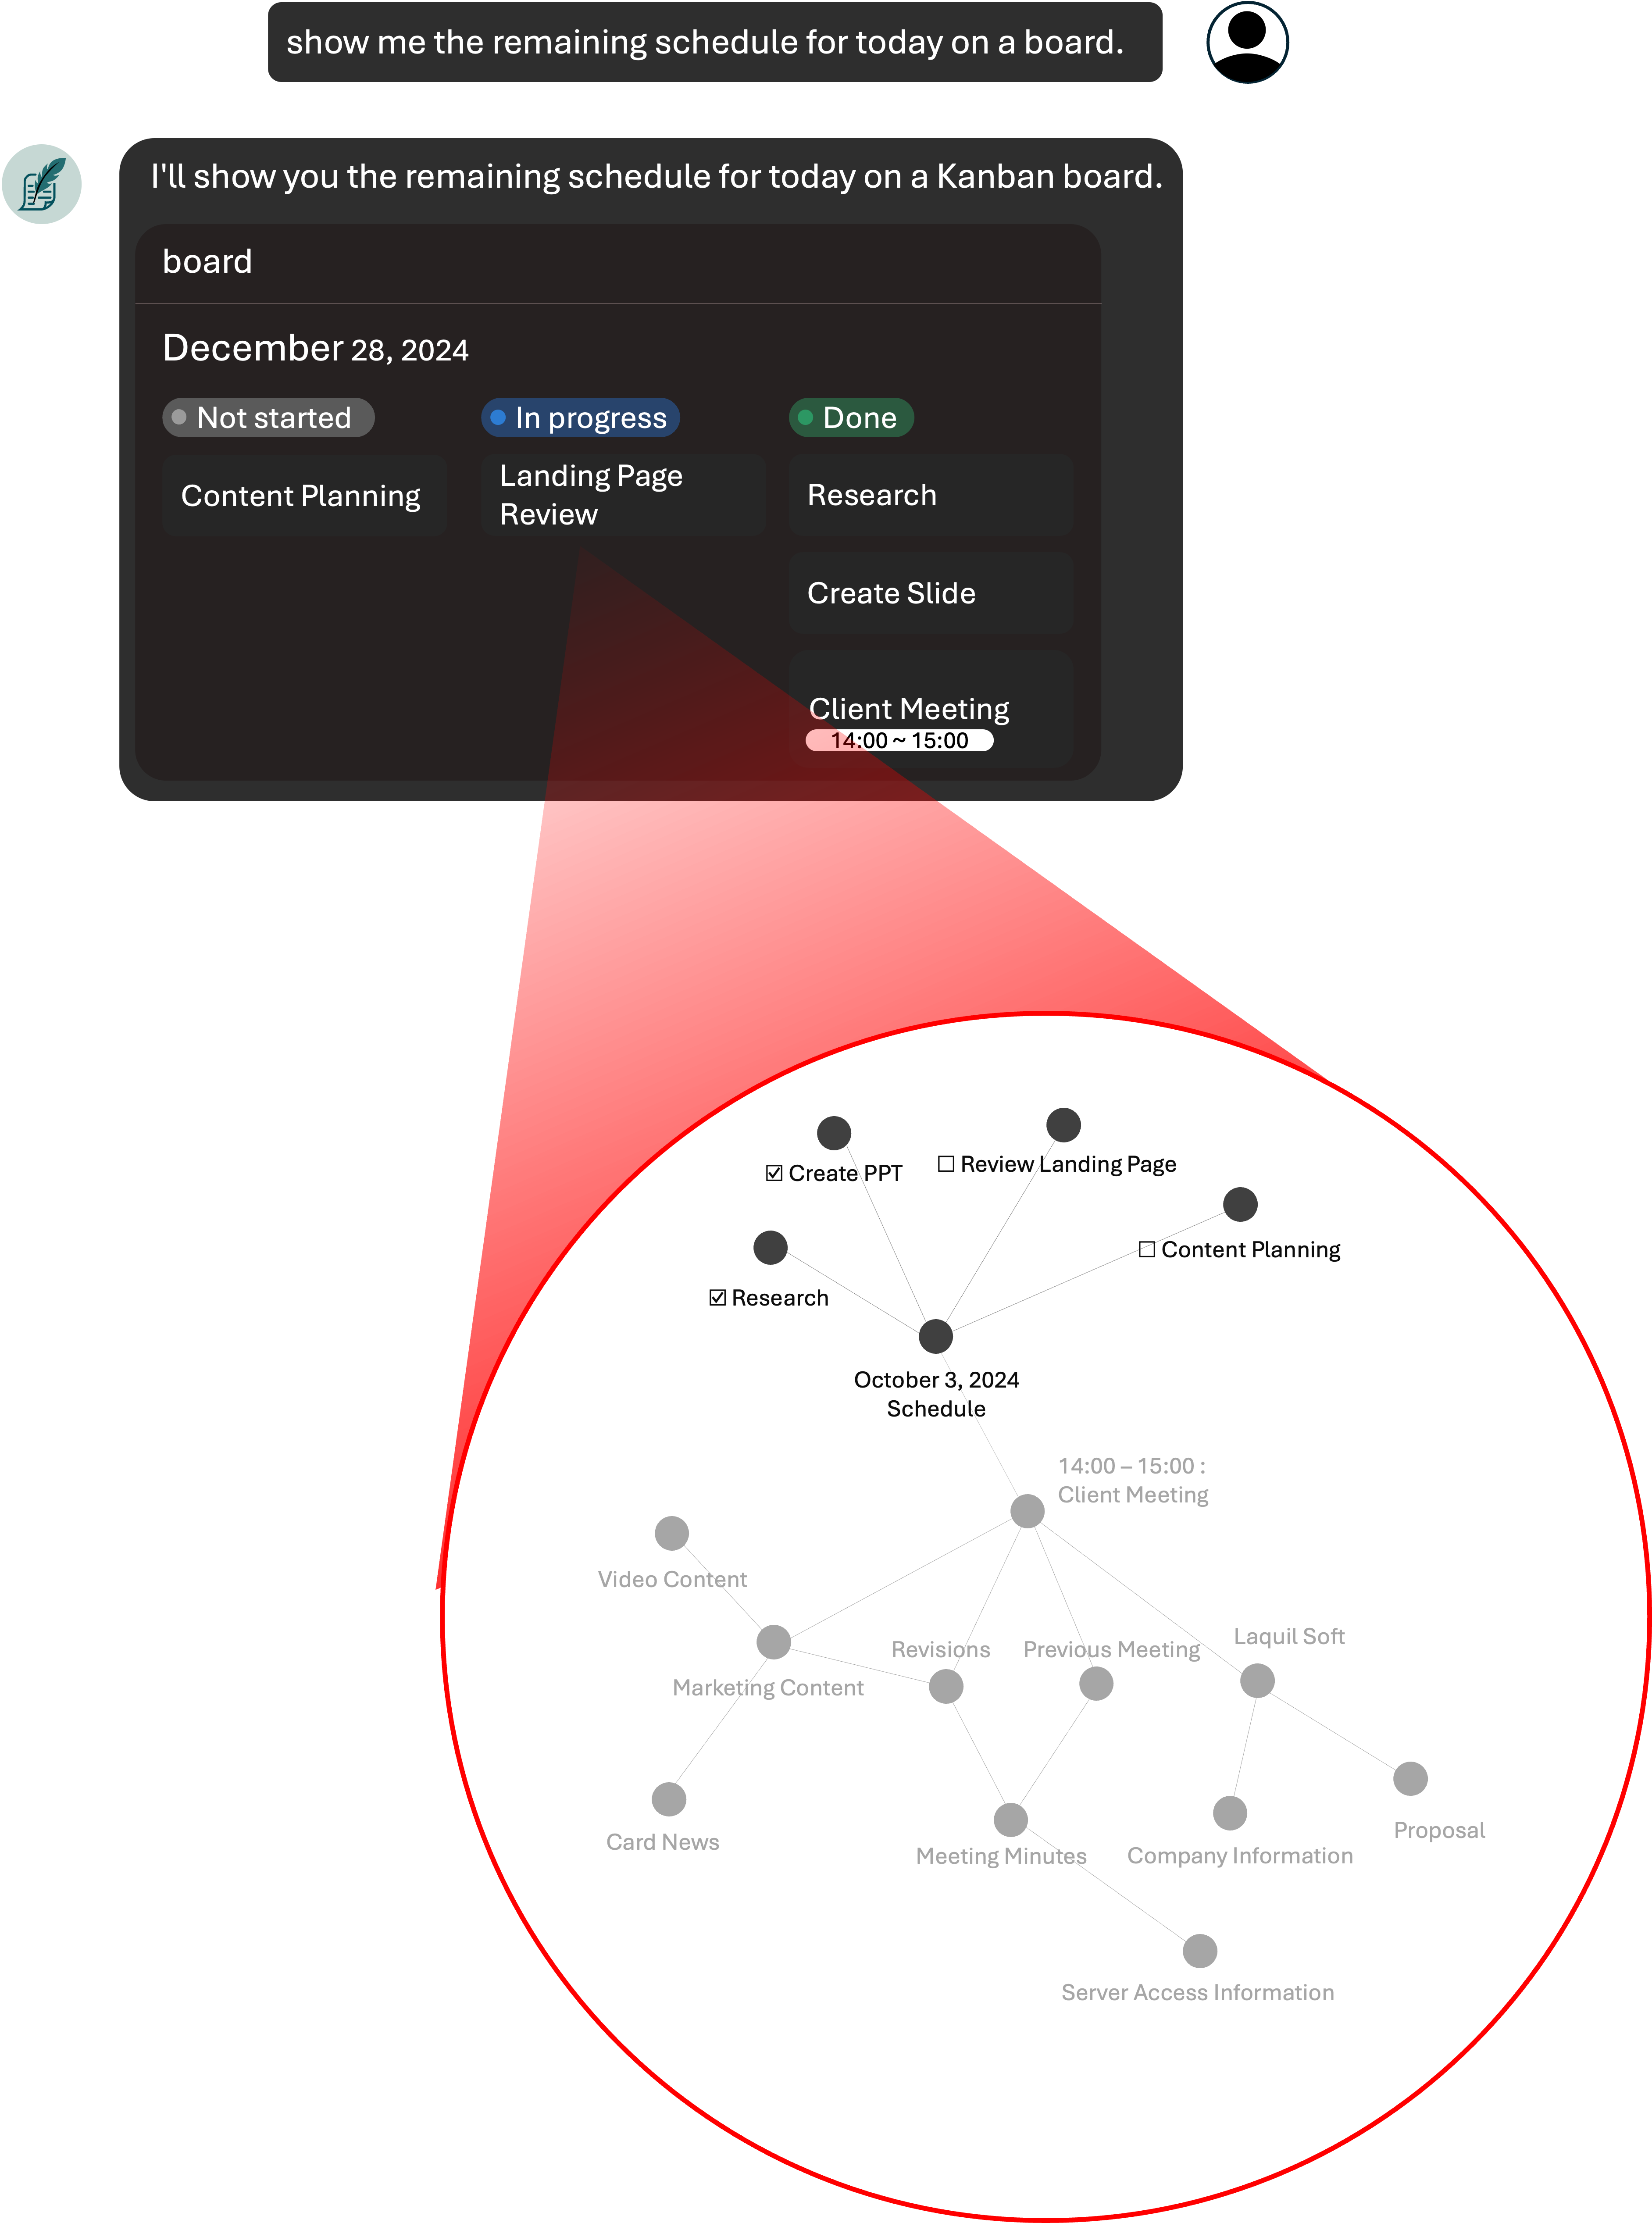 show me the remaining schedule for today on a board.
I'll show you the remaining schedule for today on a Kanban board.
board
December 28, 2024
Not started
In progress
Done
Content Planning
Landing Page
Review
Research
Create Slide
Client Meeting
14:00 ~ 15:00
☑ Create PPT
☐ Review Landing Page
☐ Content Planning
☑ Research
October 3, 2024
Schedule
14:00 – 15:00 :
Client Meeting
Video Content
Marketing Content
Revisions
Previous Meeting
Laquil Soft
Card News
Meeting Minutes
Company Information
Proposal
Server Access Information